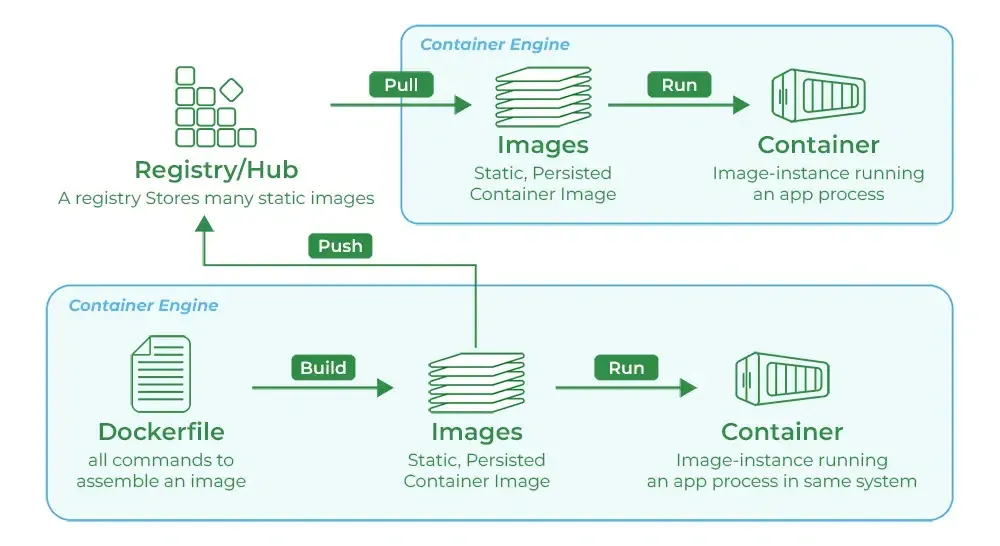 Container Engine
Pull
Run
Images
Static, Persisted
Container Image
Container
Image-instance running
an app process
Registry/Hub
A registry Stores many static images
Push
Container Engine
Build
Run
Dockerfile
all commands to
assemble an image
Images
Static, Persisted
Container Image
Container
Image-instance running
an app process in same system